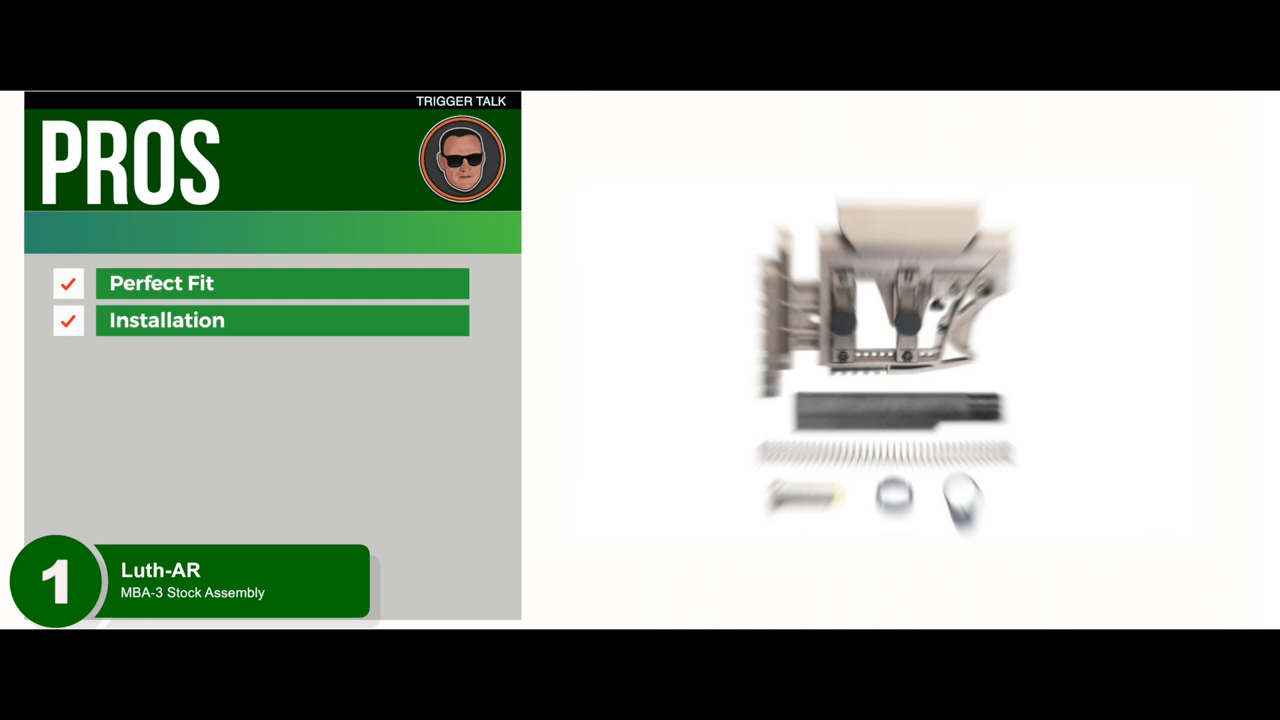 TRIGGER TALK
PROS
Perfect Fit
Installation
1
Luth-AR
MBA-3 Stock Assembly